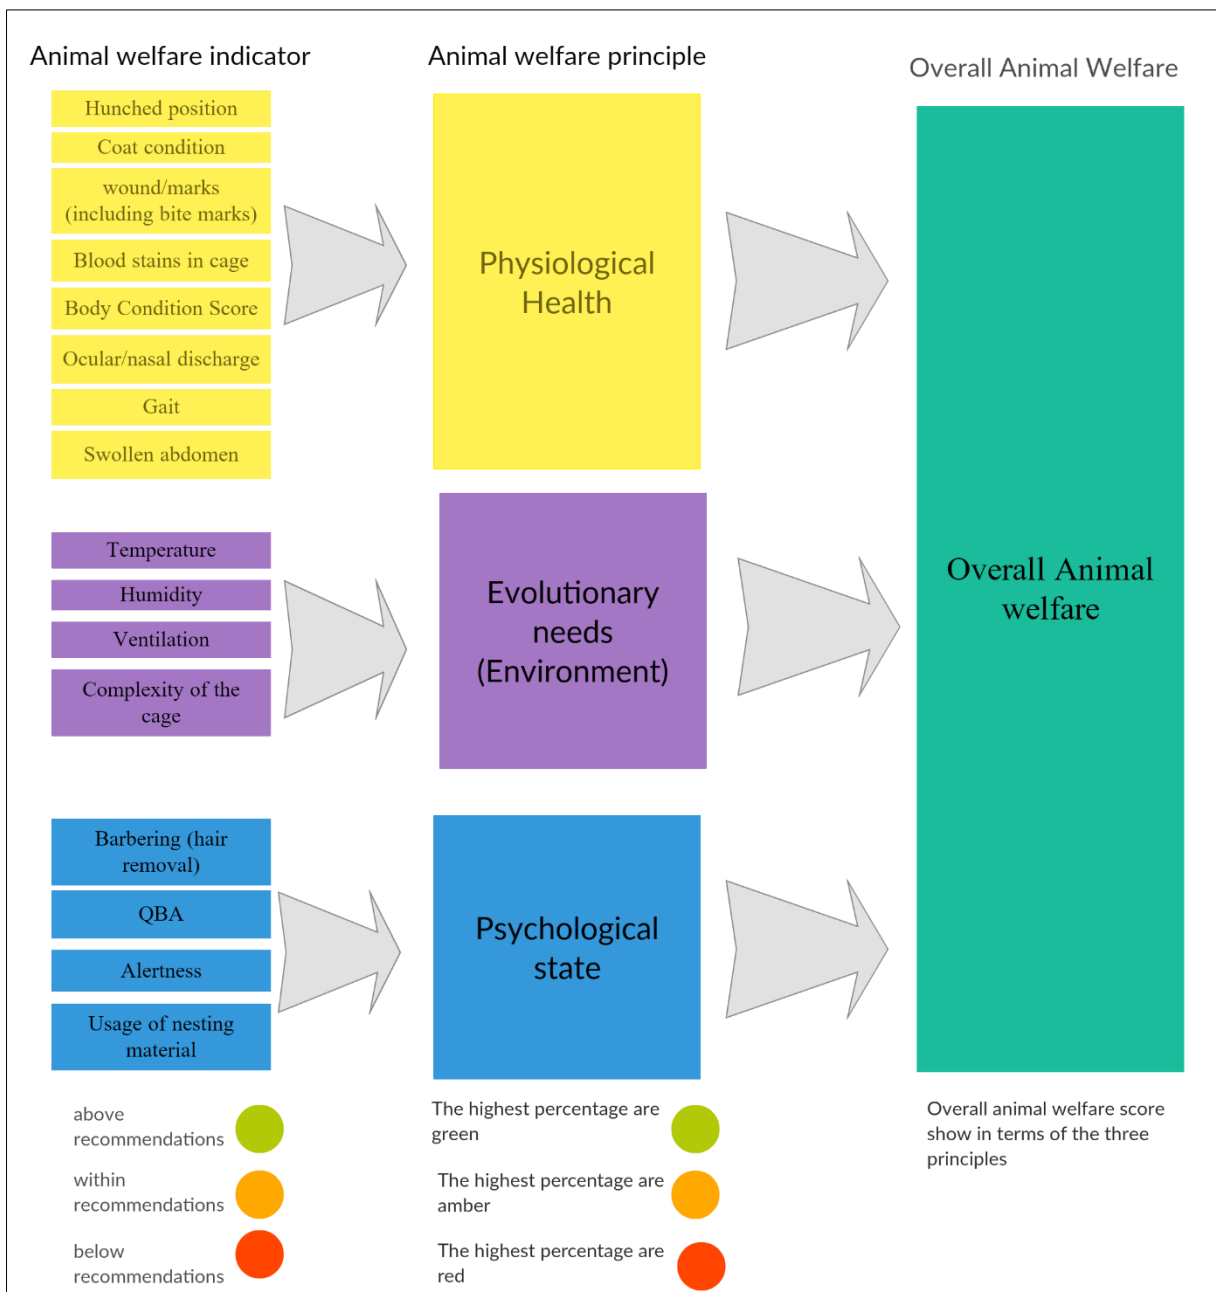 Animal welfare indicator
Hunched position
Coat condition
wound/marks
(including bite marks)
Blood stains in cage
Body Condition Score
Ocular/nasal discharge
Gait
Swollen abdomen
Temperature
Humidity
Ventilation
Complexity of the
cage
Barbering (hair
removal)
QBA
Alertness
Usage of nesting
material
above
recommendations
within
recommendations
below
recommendations
Animal welfare principle
Physiological
Health
Evolutionary
needs
(Environment)
Psychological
state
The highest percentage are
green
The highest percentage are
amber
The highest percentage are
red
Overall Animal Welfare
Overall Animal
welfare
Overall animal welfare score
show in terms of the three
principles